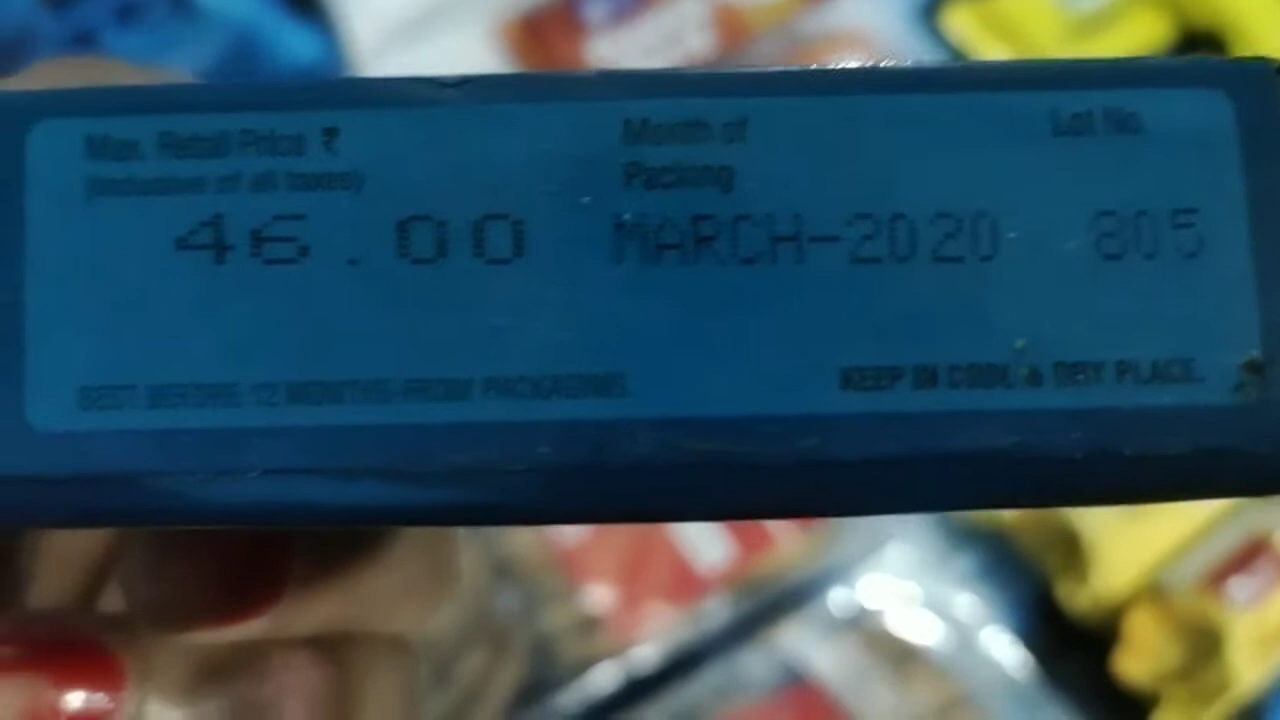 Max. Retail Price ₹
(Inclusive of all taxes)
Month of
Packing
Lot No.
46.00 MARCH-2020 805
BEST BEFORE 12 MONTHS FROM PACKAGING.
KEEP IN COOL & DRY PLACE.